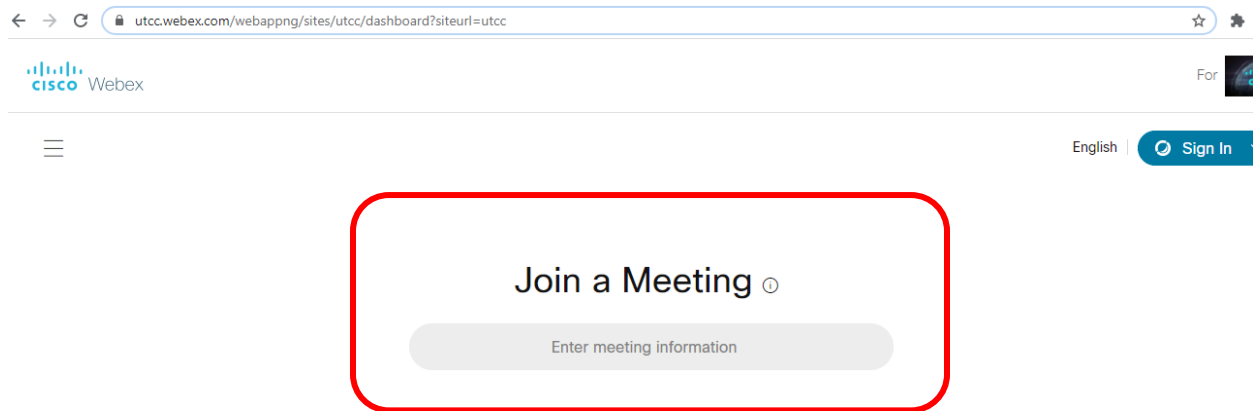 utcc.webex.com/webappng/sites/utcc/dashboard?siteurl=utcc
cisco Webex
For
English
Sign In
Join a Meeting
Enter meeting information